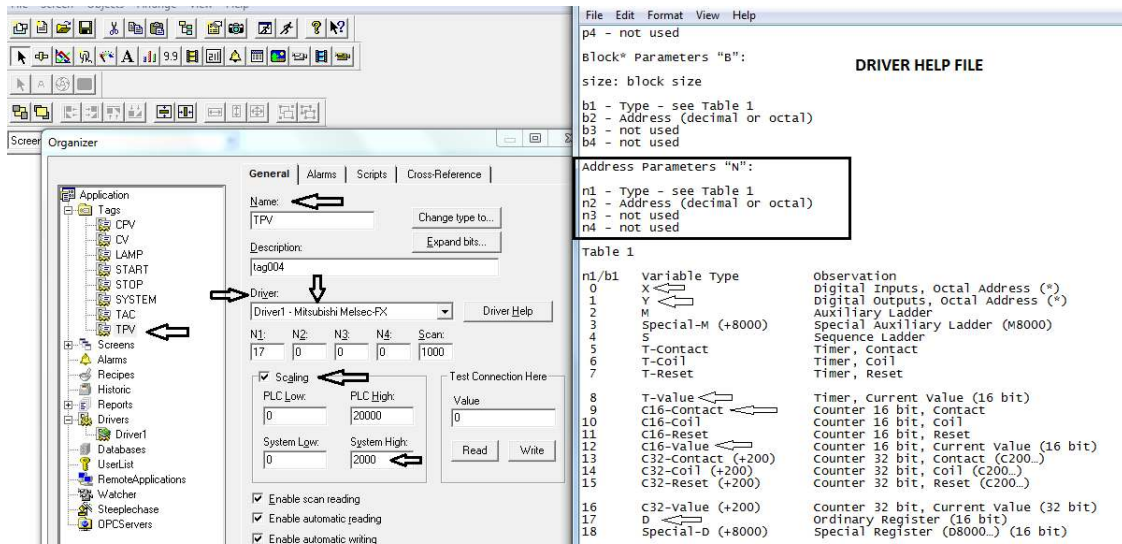 File Screen Objects Arrange View Help
A 9.9
A
Screen
Organizer
Application
Tags
CPV
CV
LAMP
START
STOP
SYSTEM
TAC
TPV
Screens
Alarms
Recipes
Historic
Reports
Drivers
Driver1
Databases
UserList
RemoteApplications
Watcher
Steeplechase
OPCServers
General Alarms Scripts Cross-Reference
Name:
TPV
Change type to...
Expand bits...
Description:
tag004
Driver:
Driver1 - Mitsubishi Melsec-FX
Driver Help
N1: N2: N3: N4: Scan:
17 0 0 0 1000
Scaling
PLC Low: PLC High:
0 20000
System Low: System High:
0 2000
Test Connection Here
Value
0
Read Write
Enable scan reading
Enable automatic reading
Enable automatic writing
File Edit Format View Help
p4 - not used
Block* Parameters "B":
DRIVER HELP FILE
size: block size
b1 - Type - see Table 1
b2 - Address (decimal or octal)
b3 - not used
b4 - not used
Address Parameters "N":
n1 - Type - see Table 1
n2 - Address (decimal or octal)
n3 - not used
n4 - not used
Table 1
n1/b1 Variable Type Observation
0 X Digital Inputs, Octal Address (*)
1 Y Digital Outputs, Octal Address (*)
2 M Auxiliary Ladder
3 Special-M (+8000) Special Auxiliary Ladder (M8000)
4 S Sequence Ladder
5 T-Contact Timer, Contact
6 T-Coil Timer, Coil
7 T-Reset Timer, Reset
8 T-Value Timer, Current Value (16 bit)
9 C16-Contact Counter 16 bit, Contact
10 C16-Coil Counter 16 bit, Coil
11 C16-Reset Counter 16 bit, Reset
12 C16-Value Counter 16 bit, Current Value (16 bit)
13 C32-Contact (+200) Counter 32 bit, Contact (C200…)
14 C32-Coil (+200) Counter 32 bit, Coil (C200…)
15 C32-Reset (+200) Counter 32 bit, Reset (C200…)
16 C32-Value (+200) Counter 32 bit, Current Value (32 bit)
17 D Ordinary Register (16 bit)
18 Special-D (+8000) Special Register (D8000…) (16 bit)